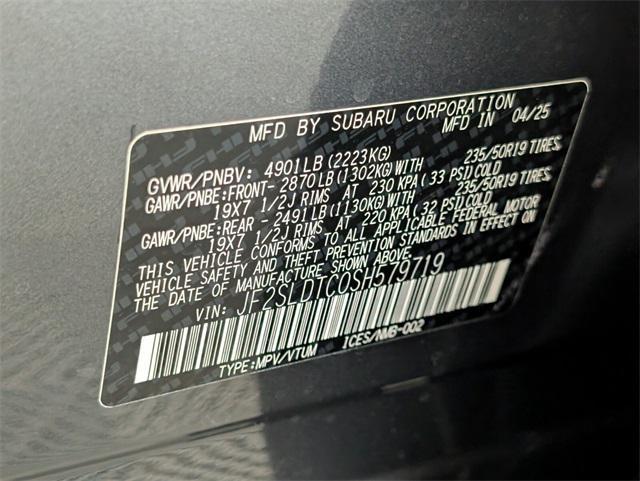 MFD BY SUBARU CORPORATION
MFD IN 04/25
GVWR/PNBV: 4901LB(2223KG)
GAWR/PNBE:FRONT- 2870LB(1302KG)WITH 235/50R19 TIRES,
19X7 1/2J RIMS AT 230 KPA(33 PSI)COLD
GAWR/PNBE:REAR - 2491LB(1130KG)WITH 235/50R19 TIRES,
19X7 1/2J RIMS AT 220 KPA(32 PSI)COLD
THIS VEHICLE CONFORMS TO ALL APPLICABLE FEDERAL MOTOR
VEHICLE SAFETY AND THEFT PREVENTION STANDARDS IN EFFECT ON
THE DATE OF MANUFACTURE SHOWN ABOVE.
VIN: JF2SLDTC0SH579719
TYPE:MPV/VTUM ICES/NMB-002